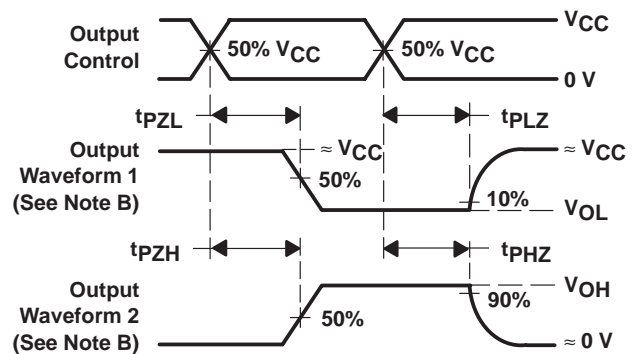 Output
Control
50% VCC
50% VCC
VCC
0 V
tPZL
tPLZ
Output
Waveform 1
(See Note B)
≈ VCC
50%
10%
≈ VCC
VOL
tPZH
tPHZ
Output
Waveform 2
(See Note B)
50%
90%
VOH
≈ 0 V